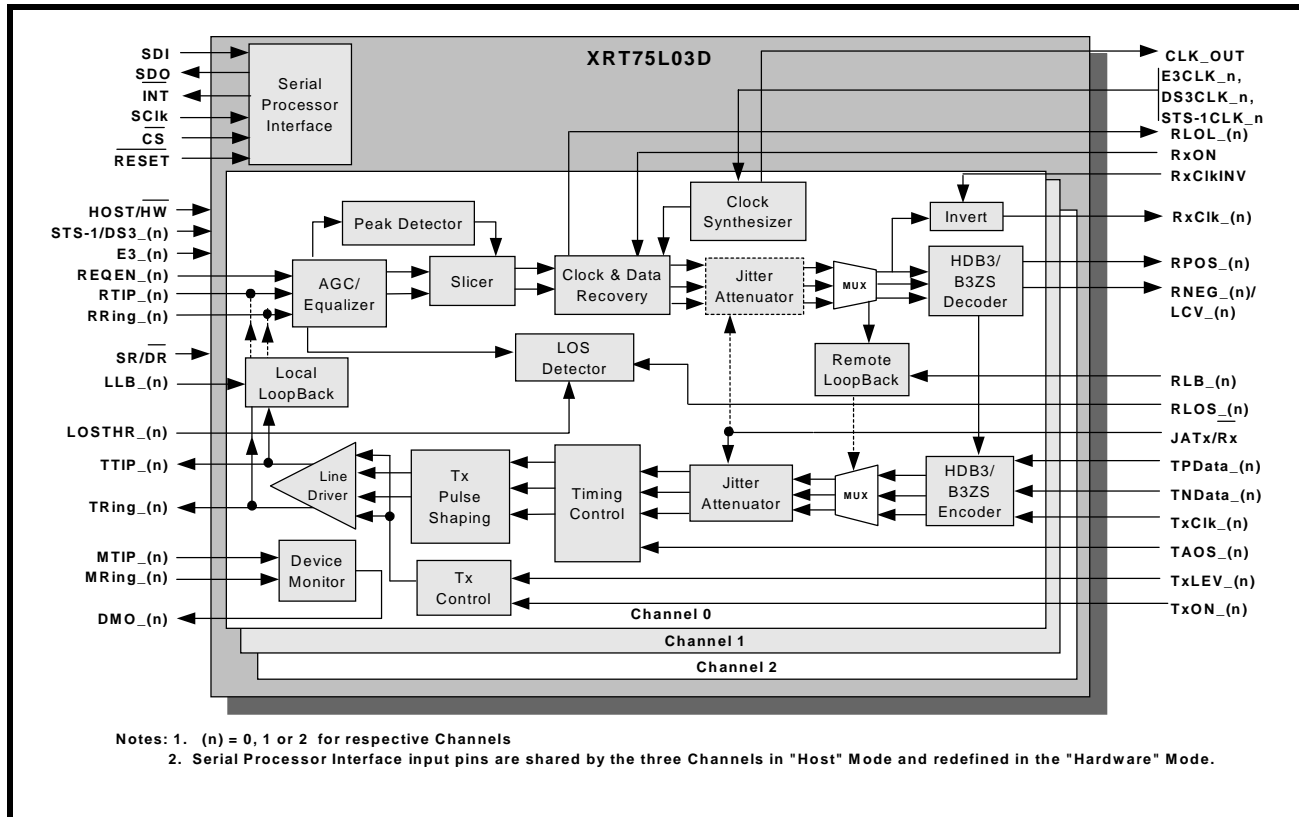 XRT75L03D
SDI
SDO
INT
SClk
CS
RESET
Serial
Processor
Interface
HOST/HW
STS-1/DS3_(n)
E3_(n)
REQEN_(n)
RTIP_(n)
RRing_(n)
SR/DR
LLB_(n)
LOSTHR_(n)
TTIP_(n)
TRing_(n)
MTIP_(n)
MRing_(n)
DMO_(n)
Peak Detector
AGC/
Equalizer
Slicer
Clock & Data
Recovery
Clock
Synthesizer
Jitter
Attenuator
MUX
Invert
HDB3/
B3ZS
Decoder
LOS
Detector
Remote
LoopBack
Local
LoopBack
Line
Driver
Tx
Pulse
Shaping
Timing
Control
Jitter
Attenuator
MUX
HDB3/
B3ZS
Encoder
Device
Monitor
Tx
Control
Channel 0
Channel 1
Channel 2
CLK_OUT
E3CLK_n,
DS3CLK_n,
STS-1CLK_n
RLOL_(n)
RxON
RxClkINV
RxClk_(n)
RPOS_(n)
RNEG_(n)/
LCV_(n)
RLB_(n)
RLOS_(n)
JATx/Rx
TPData_(n)
TNData_(n)
TxClk_(n)
TAOS_(n)
TxLEV_(n)
TxON_(n)
Notes: 1. (n) = 0, 1 or 2 for respective Channels
2. Serial Processor Interface input pins are shared by the three Channels in "Host" Mode and redefined in the "Hardware" Mode.